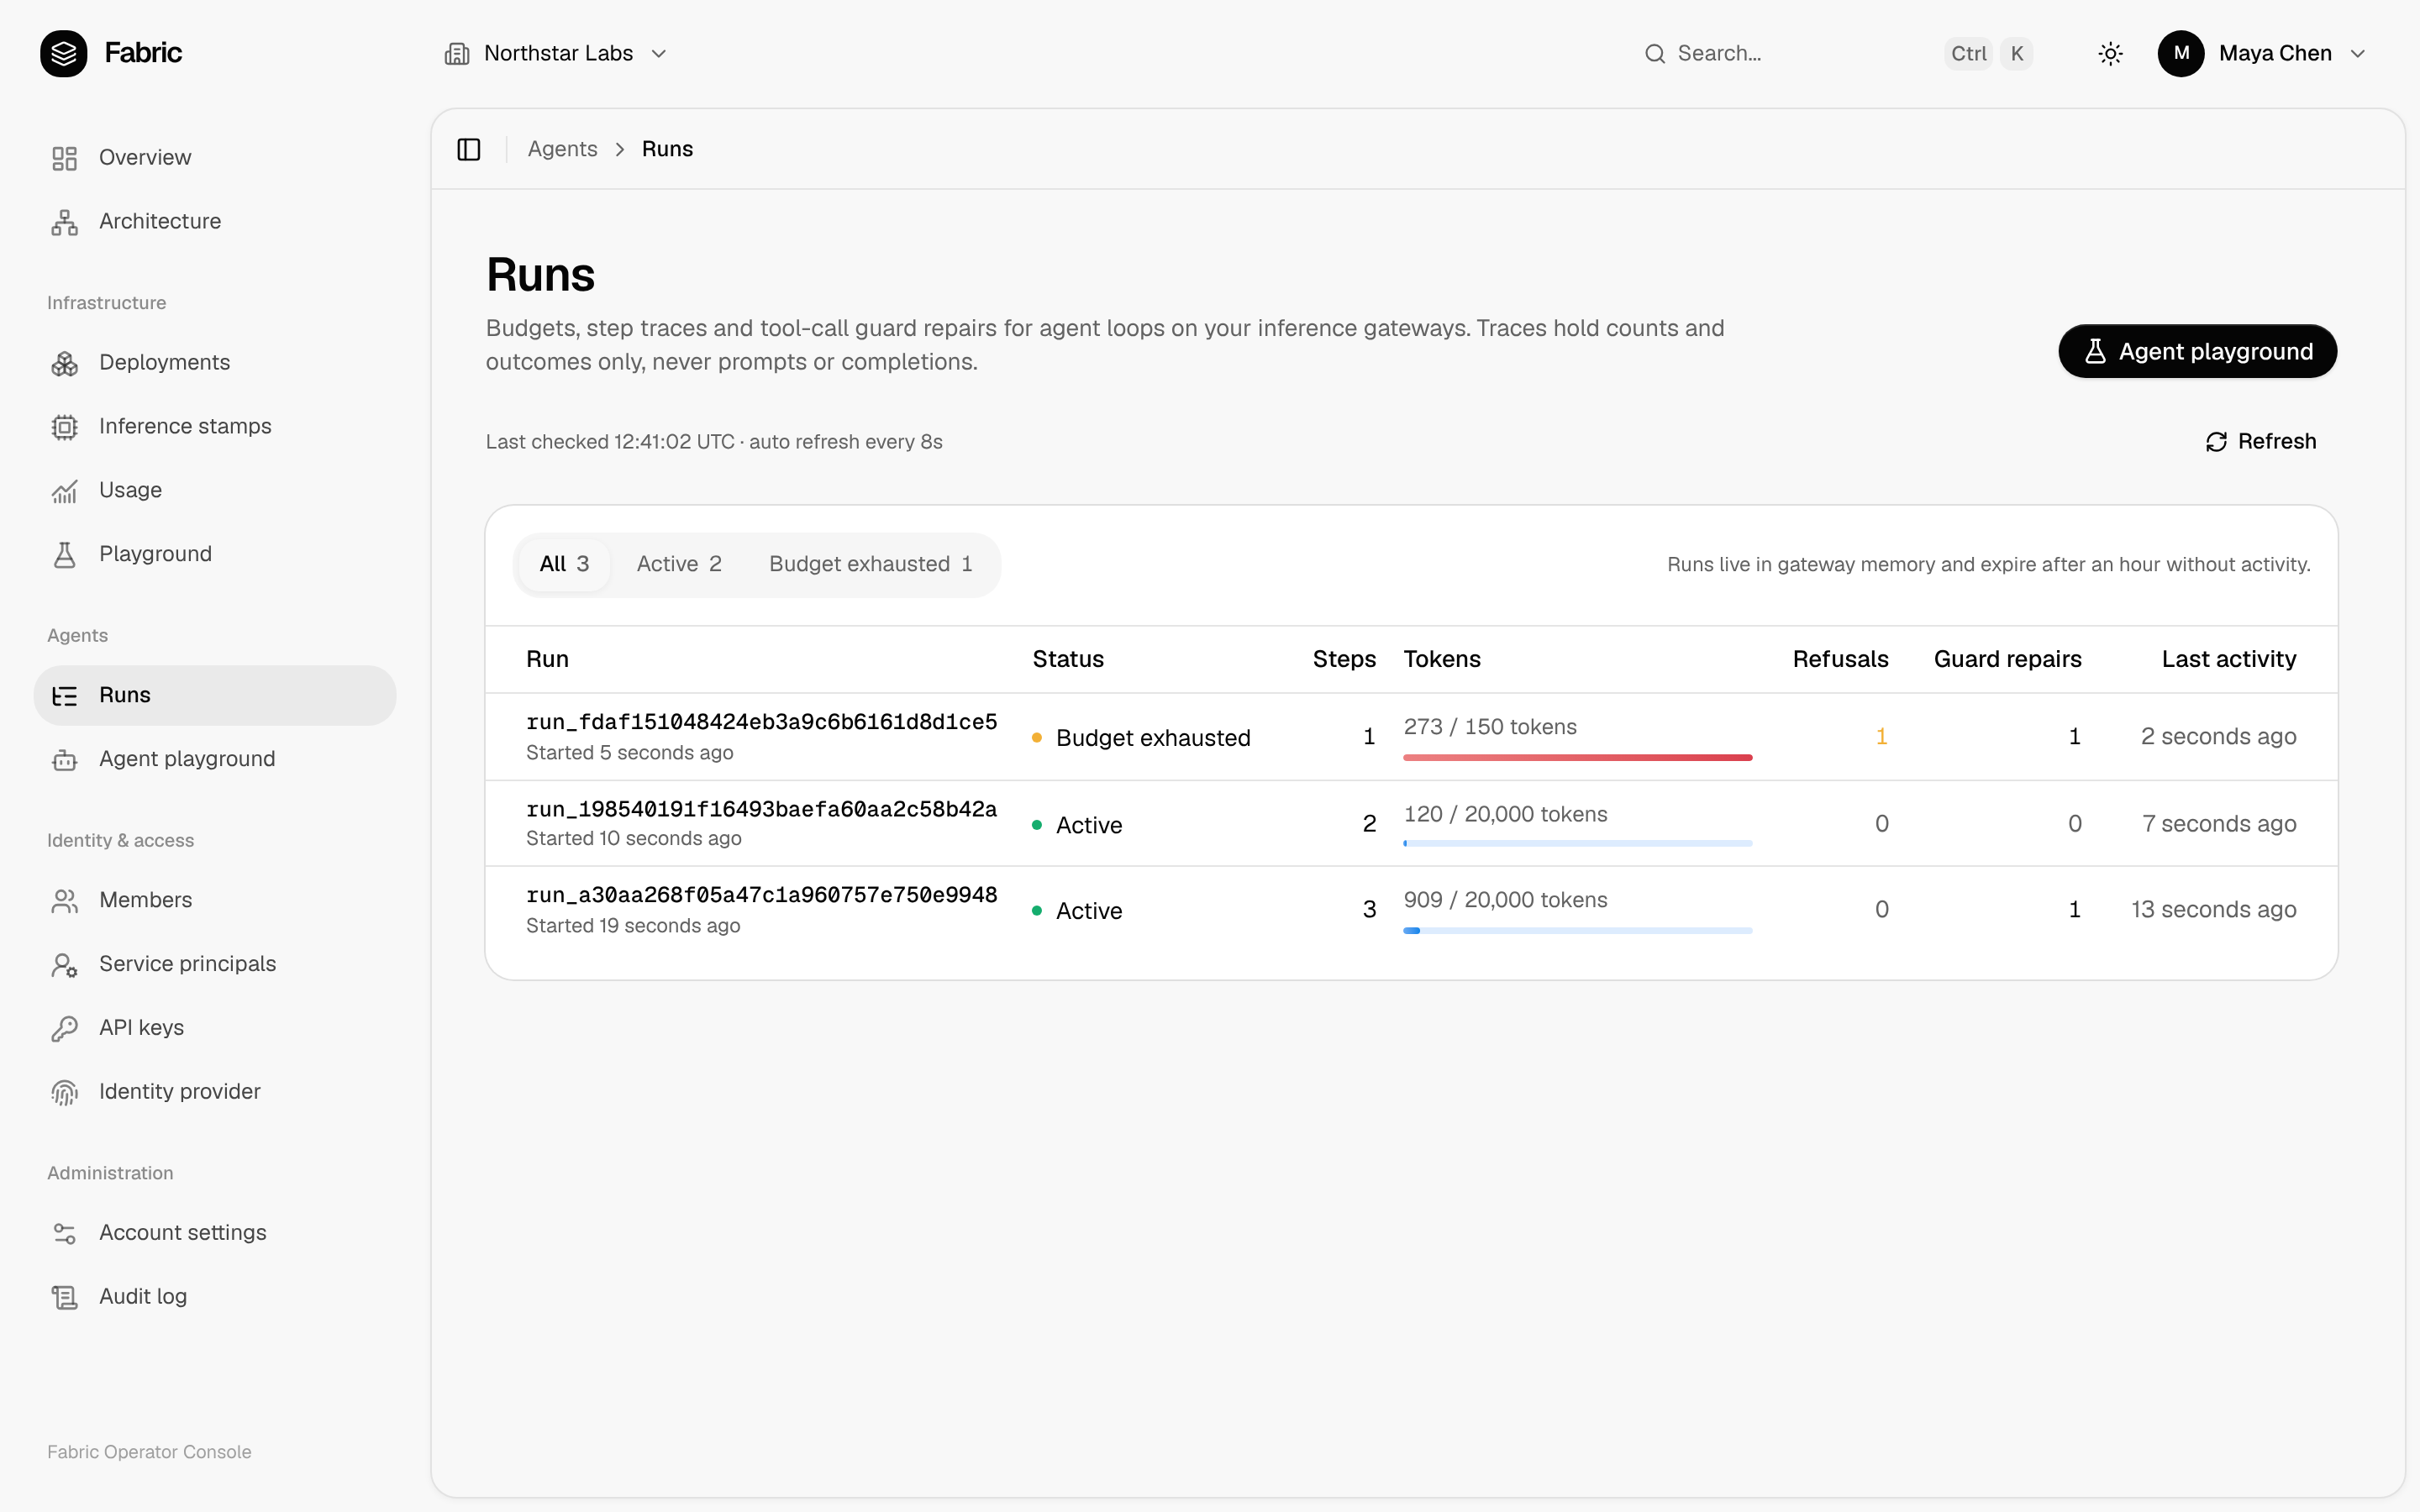 Fabric
Northstar Labs
Search...
Ctrl K
M
Maya Chen
Overview
Architecture
Infrastructure
Deployments
Inference stamps
Usage
Playground
Agents
Runs
Agent playground
Identity & access
Members
Service principals
API keys
Identity provider
Administration
Account settings
Audit log
Fabric Operator Console
Agents > Runs
Runs
Budgets, step traces and tool-call guard repairs for agent loops on your inference gateways. Traces hold counts and
outcomes only, never prompts or completions.
Agent playground
Last checked 12:41:02 UTC · auto refresh every 8s
Refresh
All 3 Active 2 Budget exhausted 1
Runs live in gateway memory and expire after an hour without activity.
Run Status Steps Tokens Refusals Guard repairs Last activity
run_fdaf151048424eb3a9c6b6161d8d1ce5
Started 5 seconds ago
Budget exhausted 1 273 / 150 tokens 1 1 2 seconds ago
run_198540191f16493baefa60aa2c58b42a
Started 10 seconds ago
Active 2 120 / 20,000 tokens 0 0 7 seconds ago
run_a30aa268f05a47c1a960757e750e9948
Started 19 seconds ago
Active 3 909 / 20,000 tokens 0 1 13 seconds ago